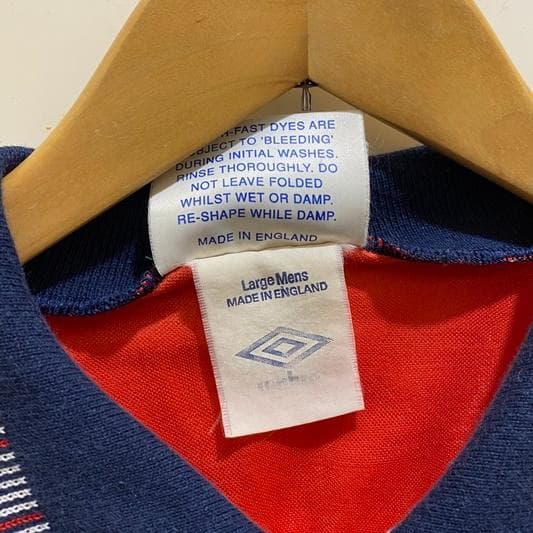 -FAST DYES ARE
TO 'BLEEDING'
DURING INITIAL WASHES.
RINSE THOROUGHLY. DO
NOT LEAVE FOLDED
WHILST WET OR DAMP.
RE-SHAPE WHILE DAMP.
MADE IN ENGLAND
Large Mens
MADE IN ENGLAND